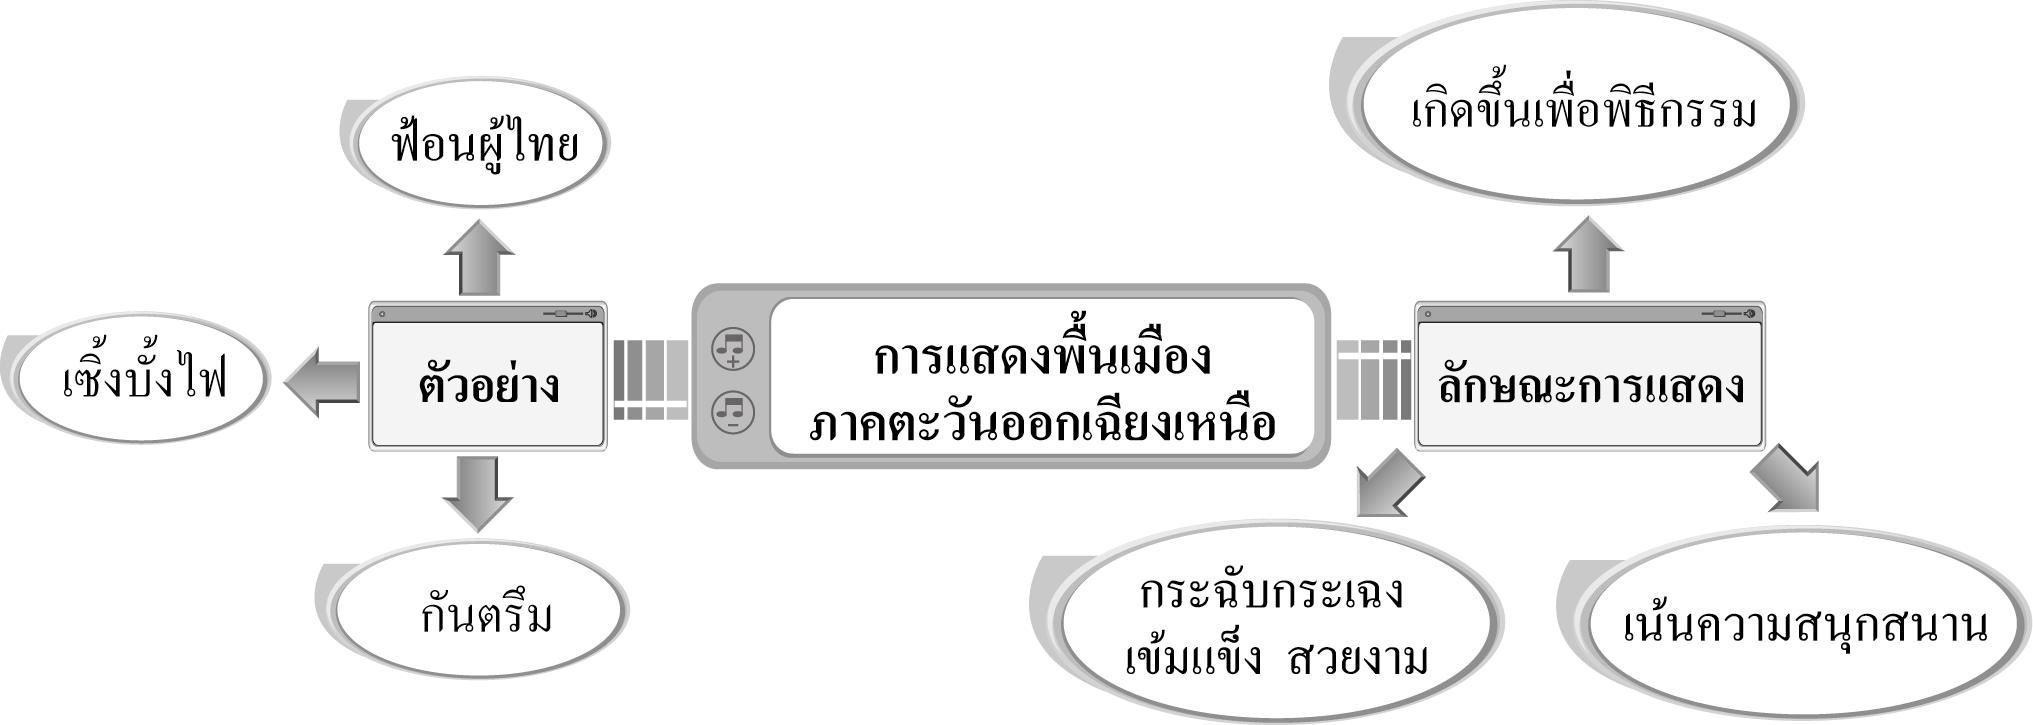 ฟ้อนผู้ไทย
เซิ้งบั้งไฟ
ตัวอย่าง
กันตรึม
การแสดงพื้นเมือง
ภาคตะวันออกเฉียงเหนือ
เกิดขึ้นเพื่อพิธีกรรม
ลักษณะการแสดง
กระฉับกระเฉง
เข้มแข็ง สวยงาม
เน้นความสนุกสนาน